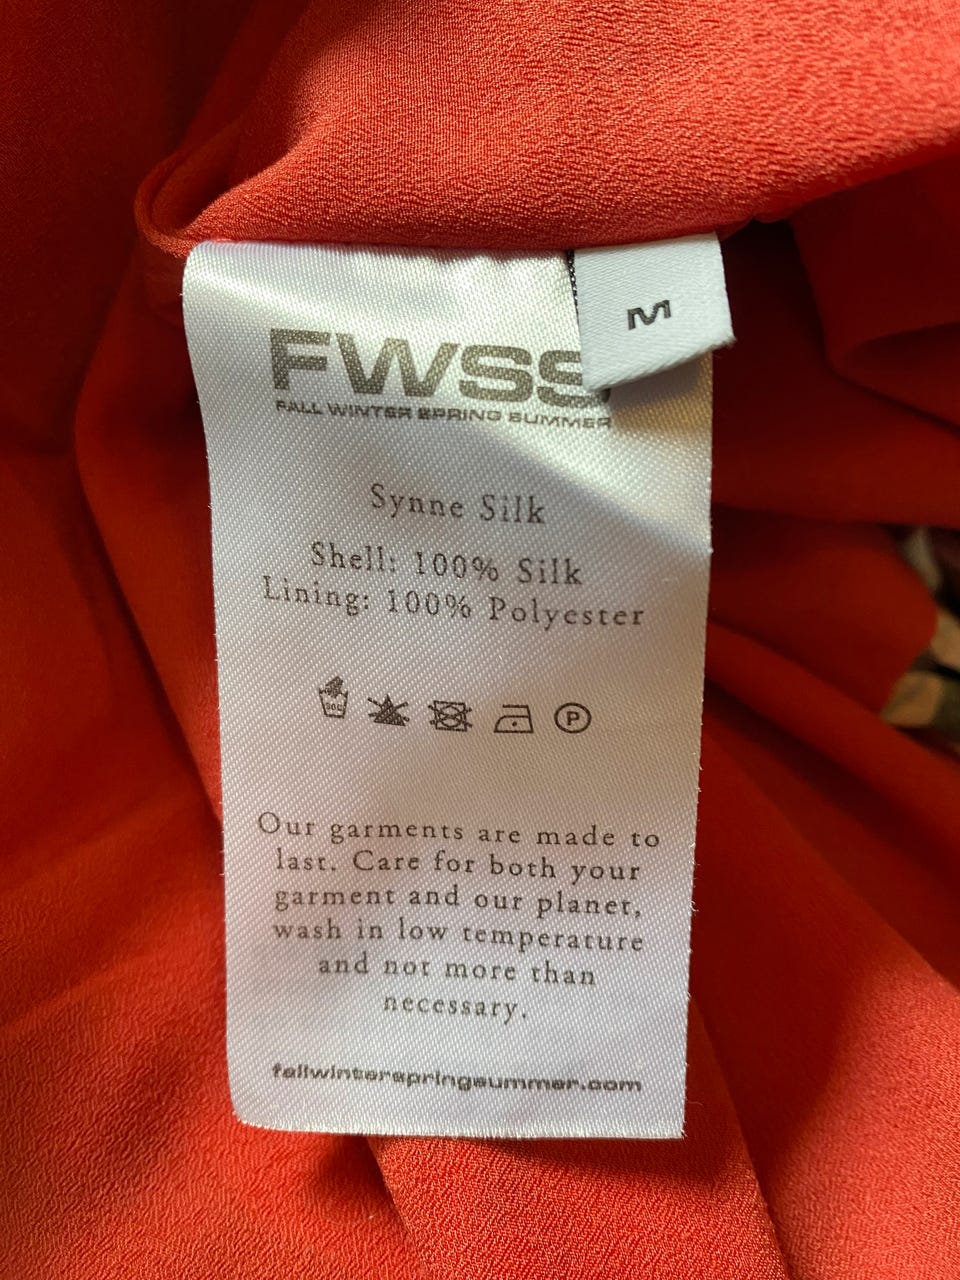 M
FWSS
FALL WINTER SPRING SUMMER
Synne Silk
Shell: 100% Silk
Lining: 100% Polyester
30C
P
Our garments are made to
last. Care for both your
garment and our planet,
wash in low temperature
and not more than
necessary.
fallwinterspringsummer.com